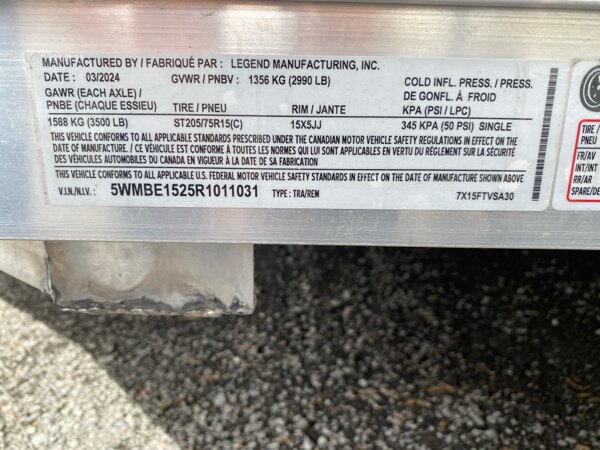 MANUFACTURED BY / FABRIQUÉ PAR : LEGEND MANUFACTURING, INC.
DATE : 03/2024 GVWR / PNBV : 1356 KG (2990 LB)
COLD INFL. PRESS. / PRESS.
DE GONFL. À FROID
GAWR (EACH AXLE) /
PNBE (CHAQUE ESSIEU) TIRE / PNEU RIM / JANTE KPA (PSI / LPC)
1588 KG (3500 LB) ST205/75R15(C) 15X5JJ 345 KPA (50 PSI) SINGLE
THIS VEHICLE CONFORMS TO ALL APPLICABLE STANDARDS PRESCRIBED UNDER THE CANADIAN MOTOR VEHICLE SAFETY REGULATIONS IN EFFECT ON THE
DATE OF MANUFACTURE. / CE VÉHICULE EST CONFORME À TOUTES LES NORMES QUI LUI SONT APPLICABLES EN VERTU DU RÉGLEMENT SUR LA SÉCURITÉ
DES VÉHICULES AUTOMOBILES DU CANADA EN VIGUEUR À LA DATE DE SA FABRICATION
THIS VEHICLE CONFORMS TO ALL APPLICABLE U.S. FEDERAL MOTOR VEHICLE SAFETY STANDARDS IN EFFECT ON THE DATE OF MANUFACTURE SHOWN ABOVE
V.I.N./N.I.V. : 5WMBE1525R1011031 TYPE : TRA/REM 7X15FTVSA30
TIRE /
PNEU
FR/AV
INT/INT
RR/AR
SPARE/DE